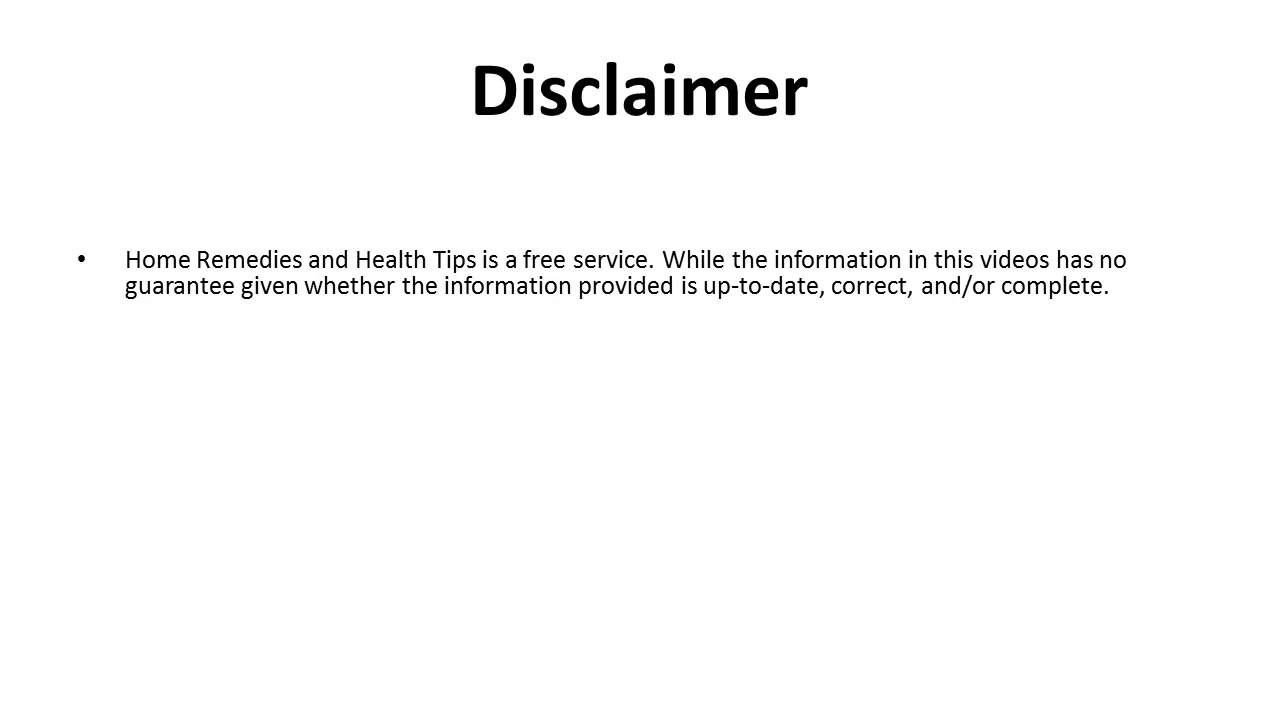 Disclaimer
• Home Remedies and Health Tips is a free service. While the information in this videos has no
guarantee given whether the information provided is up-to-date, correct, and/or complete.